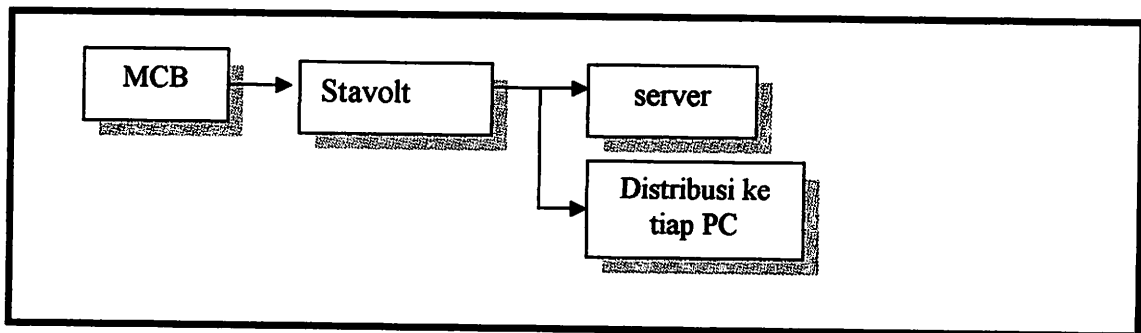 MCB
Stavolt
server
Distribusi ke
tiap PC